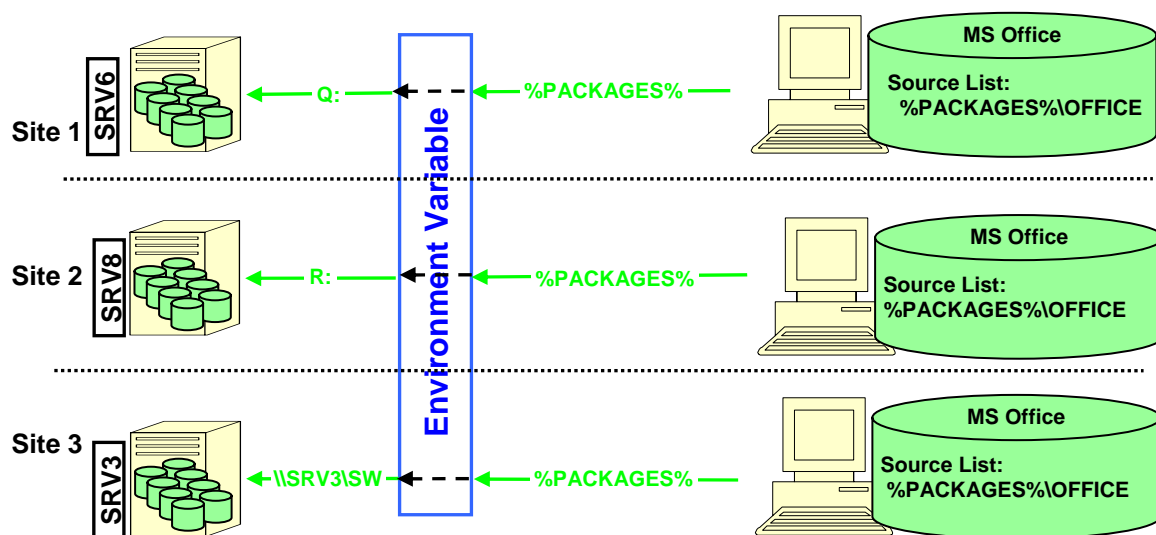 MS Office
Source List:
%PACKAGES%\OFFICE
%PACKAGES%
Q:
SRV6
Site 1
Environment Variable
MS Office
Source List:
%PACKAGES%\OFFICE
%PACKAGES%
R:
SRV8
Site 2
MS Office
Source List:
%PACKAGES%\OFFICE
%PACKAGES%
\\SRV3\SW
SRV3
Site 3